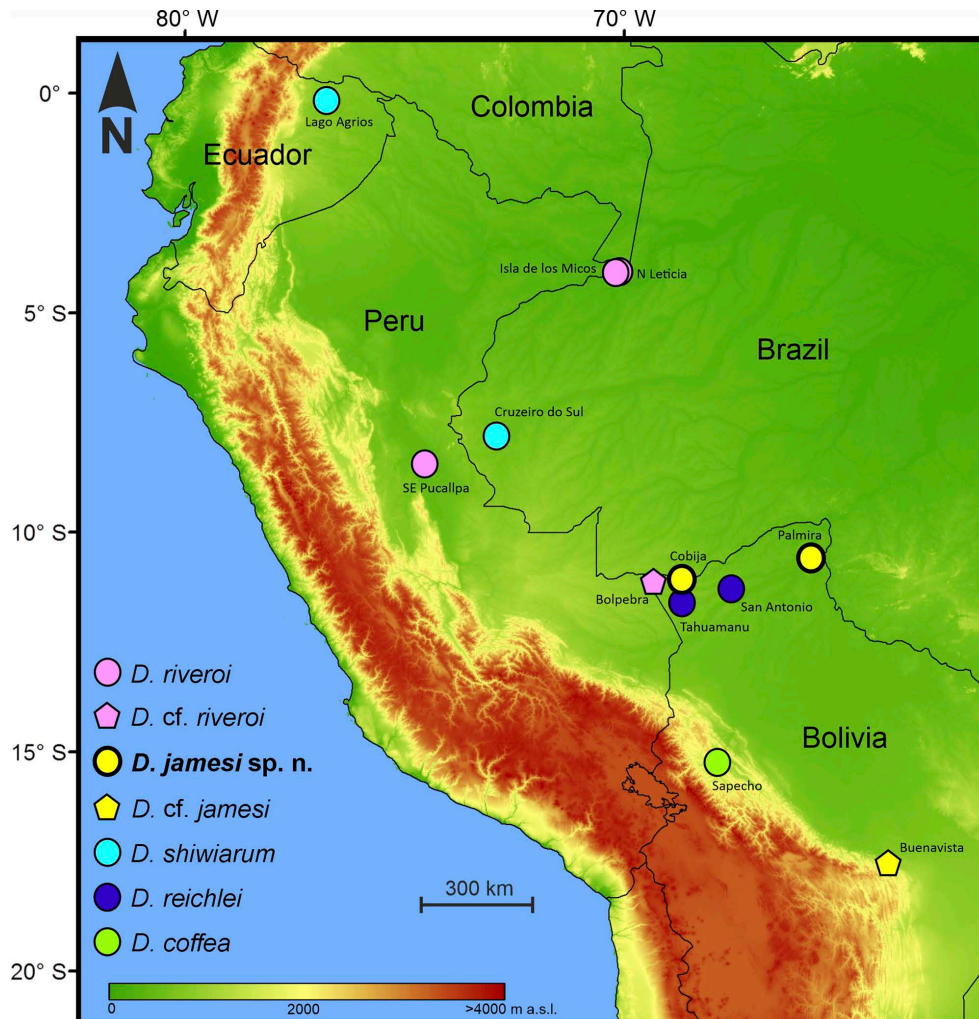 80° W
70° W
0°
N
Colombia
Lago Agrios
Ecuador
Isla de los Micos
N Leticia
5° S
Peru
Brazil
Cruzeiro do Sul
SE Pucallpa
10° S
Palmira
Cobija
Bolpebra
San Antonio
Tahuamanu
D. riveroi
D. cf. riveroi
Bolivia
15° S
D. jamesi sp. n.
Sapecho
D. cf. jamesi
Buenavista
D. shiwiarum
300 km
D. reichlei
D. coffea
20° S
0
2000
>4000 m a.s.l.